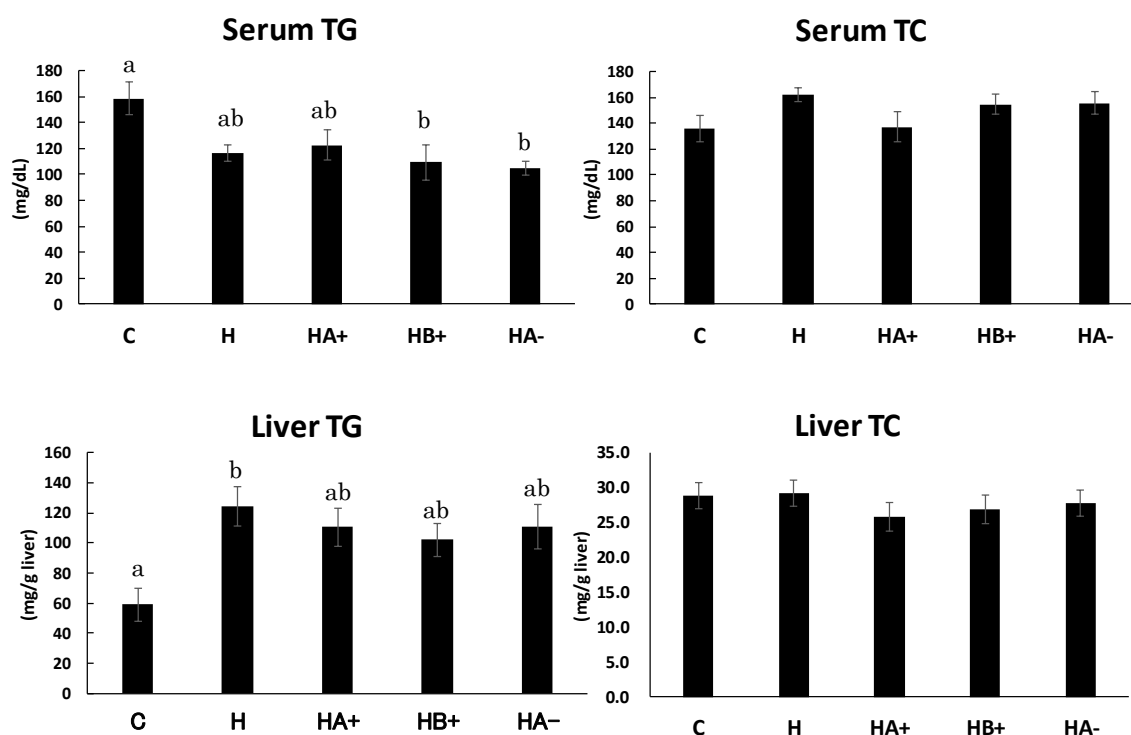 Serum TG
(mg/dL)
180
160
140
120
100
80
60
40
20
0
a
ab
ab
b
b
C H HA+ HB+ HA-
Serum TC
(mg/dL)
180
160
140
120
100
80
60
40
20
0
C H HA+ HB+ HA-
Liver TG
(mg/g liver)
160
140
120
100
80
60
40
20
0
a
b
ab
ab
ab
C H HA+ HB+ HA−
Liver TC
(mg/g liver)
35.0
30.0
25.0
20.0
15.0
10.0
5.0
0.0
C H HA+ HB+ HA-